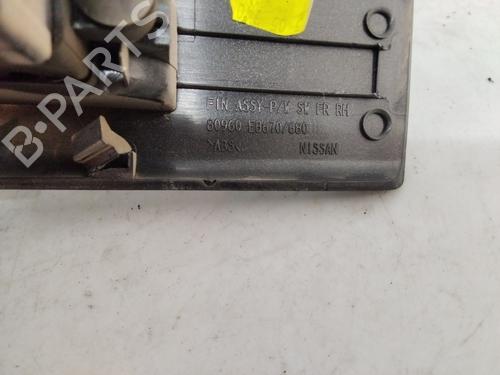 B-PARTS
FIN ASSY-P/W SW FR RH
80960 EB670/680
>ABS<
NISSAN